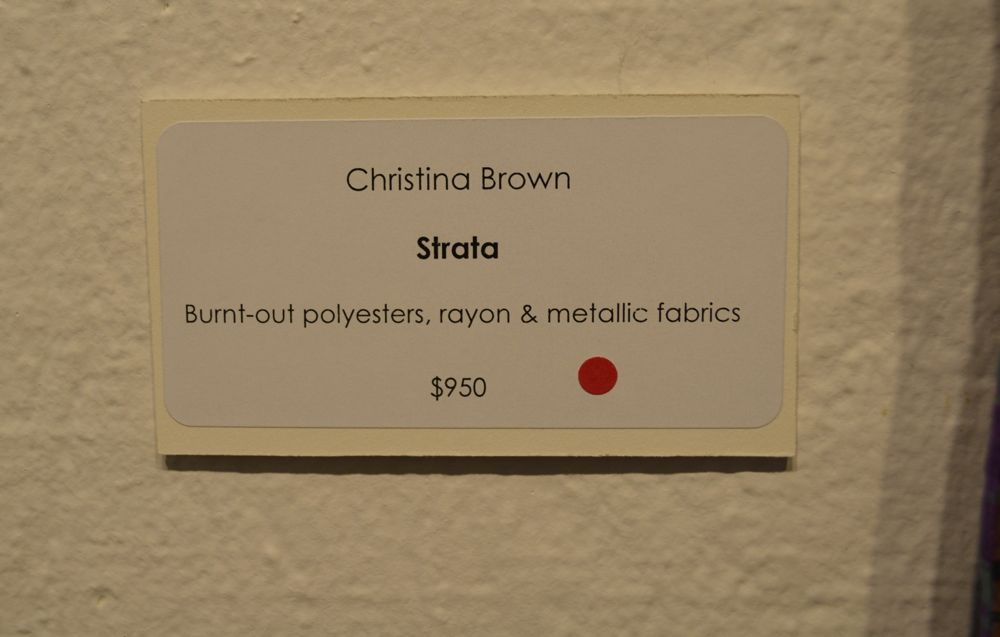 Christina Brown
Strata
Burnt-out polyesters, rayon & metallic fabrics
$950